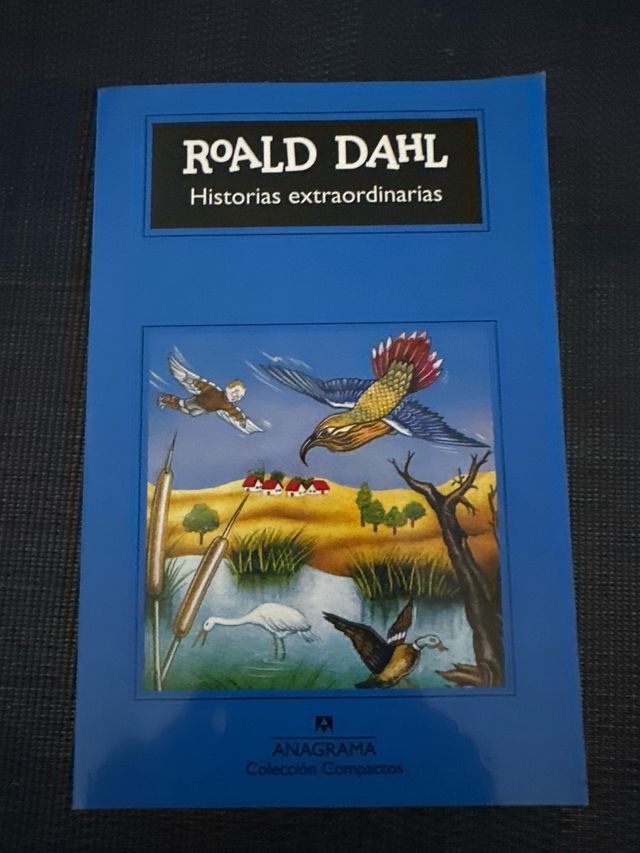 ROALD DAHL
Historias extraordinarias
ANAGRAMA
Colección Compactos